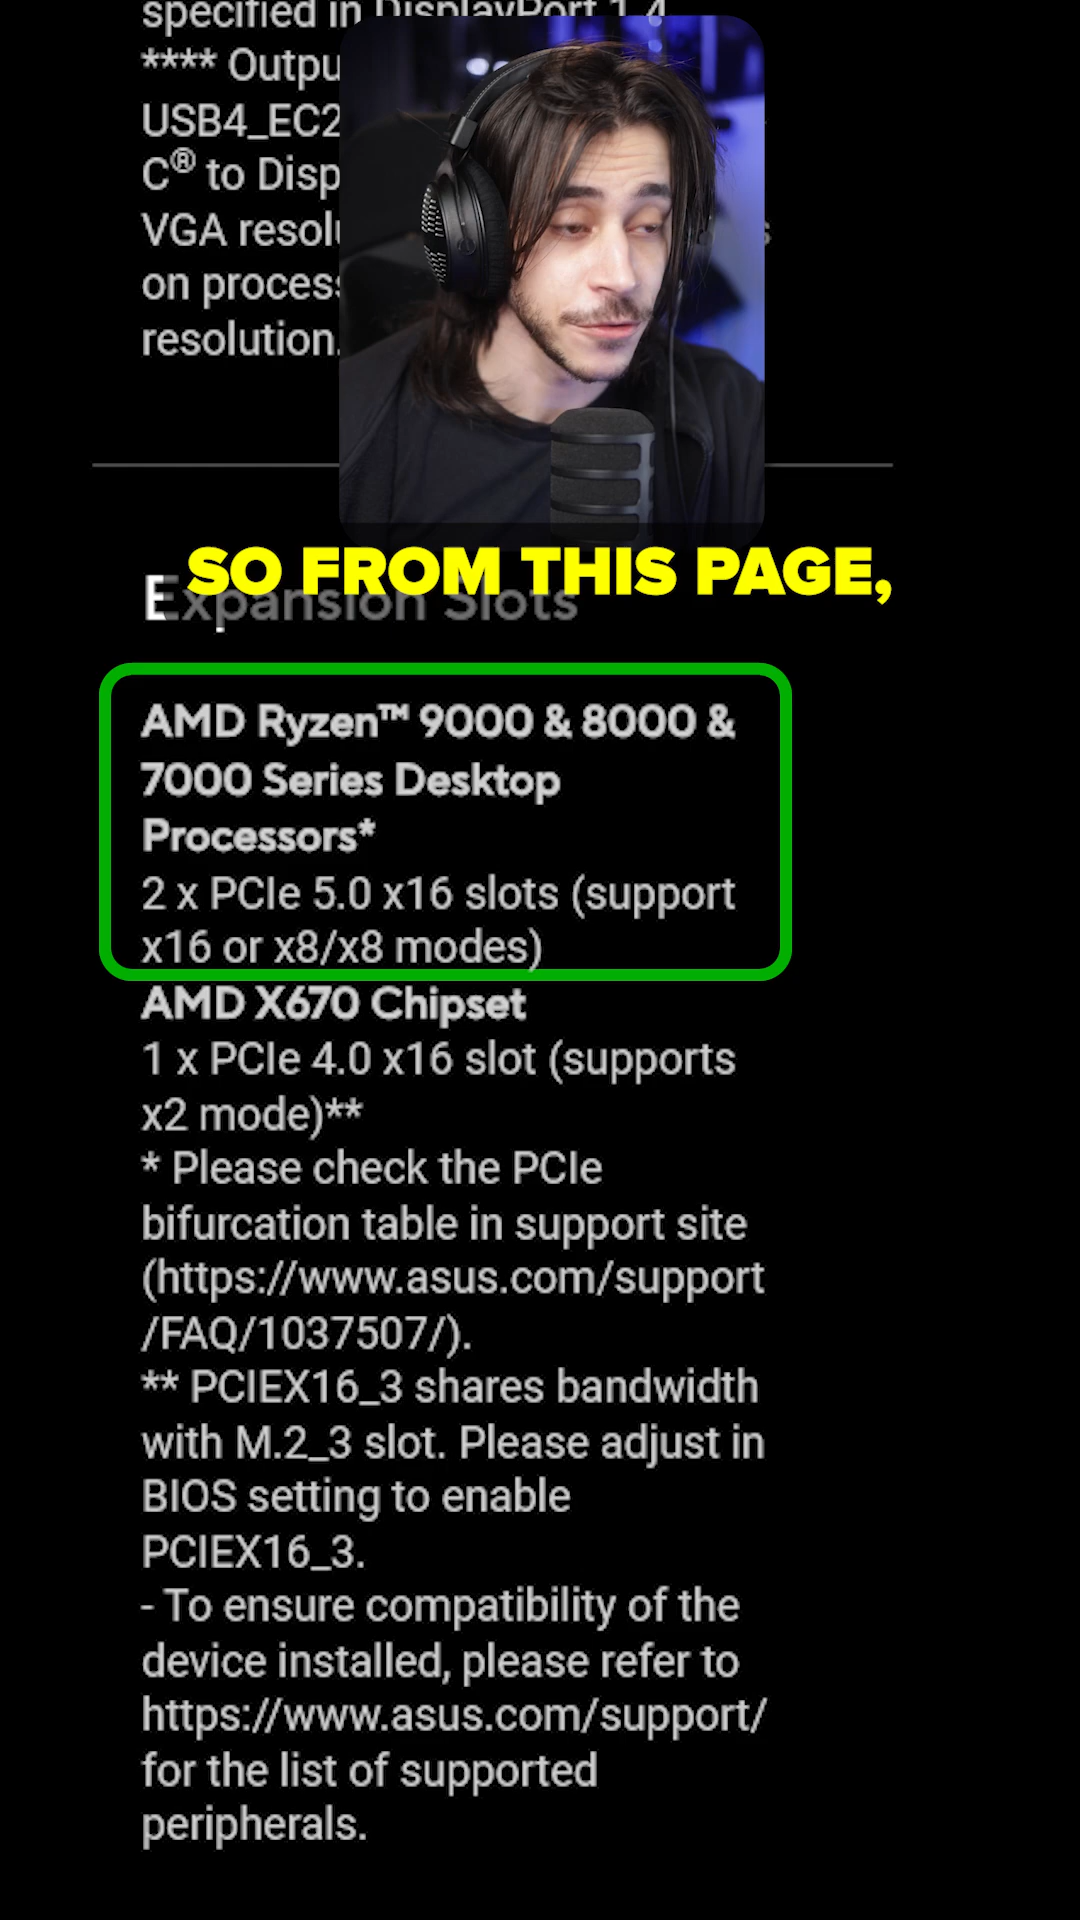 specified in DisplayPort 1.4
**** Outpu
USB4_EC2
C® to Disp
VGA resolu
on process
resolution.
SO FROM THIS PAGE,
Expansion Slots
AMD Ryzen™ 9000 & 8000 &
7000 Series Desktop
Processors*
2 x PCIe 5.0 x16 slots (support
x16 or x8/x8 modes)
AMD X670 Chipset
1 x PCIe 4.0 x16 slot (supports
x2 mode)**
* Please check the PCIe
bifurcation table in support site
(https://www.asus.com/support
/FAQ/1037507/).
** PCIEX16_3 shares bandwidth
with M.2_3 slot. Please adjust in
BIOS setting to enable
PCIEX16_3.
- To ensure compatibility of the
device installed, please refer to
https://www.asus.com/support/
for the list of supported
peripherals.